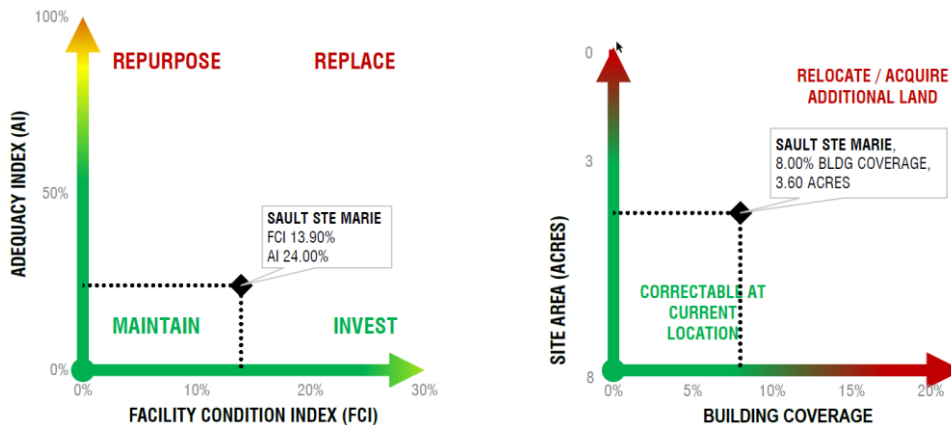 100%
REPURPOSE
REPLACE
ADEQUACY INDEX (AI)
50%
SAULT STE MARIE
FCI 13.90%
AI 24.00%
MAINTAIN
INVEST
0%
0%
10%
20%
30%
FACILITY CONDITION INDEX (FCI)
0
RELOCATE / ACQUIRE
ADDITIONAL LAND
3
SAULT STE MARIE,
8.00% BLDG COVERAGE,
3.60 ACRES
SITE AREA (ACRES)
CORRECTABLE AT
CURRENT
LOCATION
8
0%
5%
10%
15%
20%
BUILDING COVERAGE